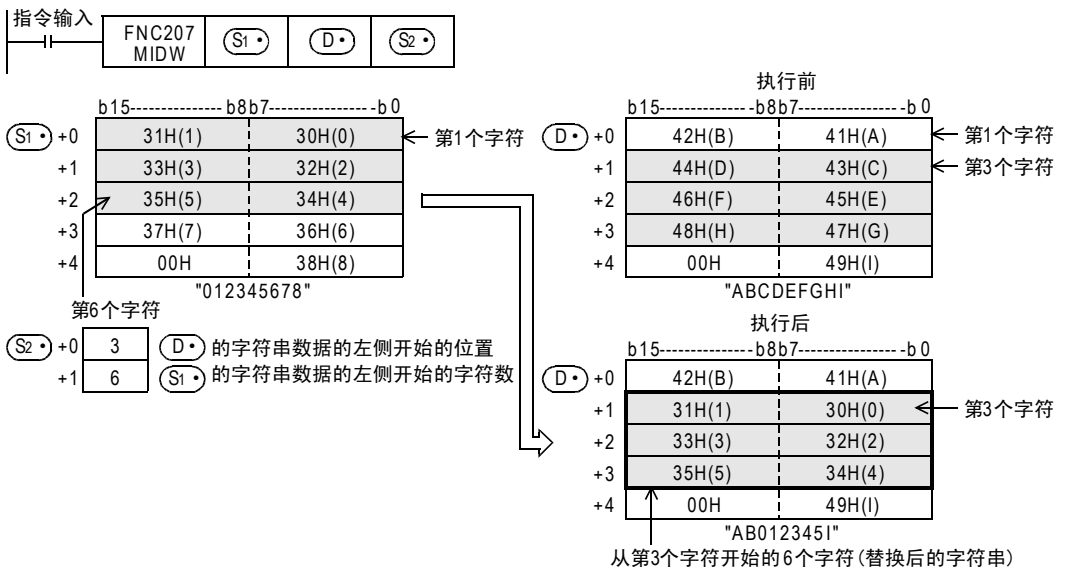 指令输入
FNC207
MIDW
S1・
D・
S2・
b15--------------- b8b7-----------------b0
S1・ +0 31H(1) 30H(0) 第1个字符
+1 33H(3) 32H(2)
+2 35H(5) 34H(4)
+3 37H(7) 36H(6)
+4 00H 38H(8)
"012345678"
第6个字符
S2・ +0 3 D・ 的字符串数据的左侧开始的位置
+1 6 S1・ 的字符串数据的左侧开始的字符数
执行前
b15---------------b8b7-----------------b0
D・ +0 42H(B) 41H(A) 第1个字符
+1 44H(D) 43H(C) 第3个字符
+2 46H(F) 45H(E)
+3 48H(H) 47H(G)
+4 00H 49H(I)
"ABCDEFGHI"
执行后
b15---------------b8b7-----------------b0
D・ +0 42H(B) 41H(A)
+1 31H(1) 30H(0) 第3个字符
+2 33H(3) 32H(2)
+3 35H(5) 34H(4)
+4 00H 49H(I)
"AB012345I"
从第3个字符开始的6个字符(替换后的字符串)